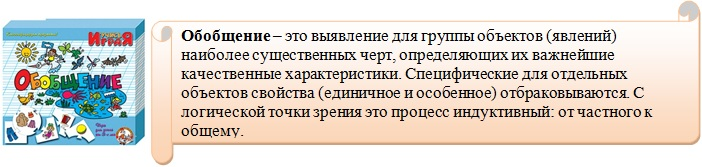 ИГРАЯ
ОБОБЩЕНИЕ
Обобщение – это выявление для группы объектов (явлений)
наиболее существенных черт, определяющих их важнейшие
качественные характеристики. Специфические для отдельных
объектов свойства (единичное и особенное) отбраковываются. С
логической точки зрения это процесс индуктивный: от частного к
общему.